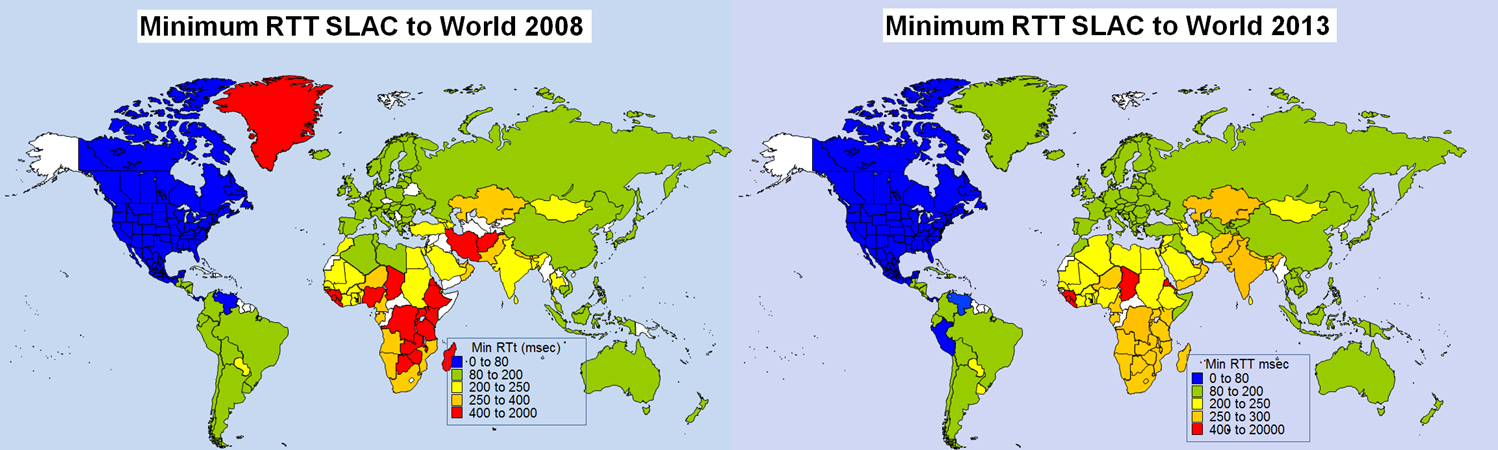 Minimum RTT SLAC to World 2008
Min RTt (msec)
0 to 80
80 to 200
200 to 250
250 to 400
400 to 2000
Minimum RTT SLAC to World 2013
Min RTT msec
0 to 80
80 to 200
200 to 250
250 to 300
400 to 20000